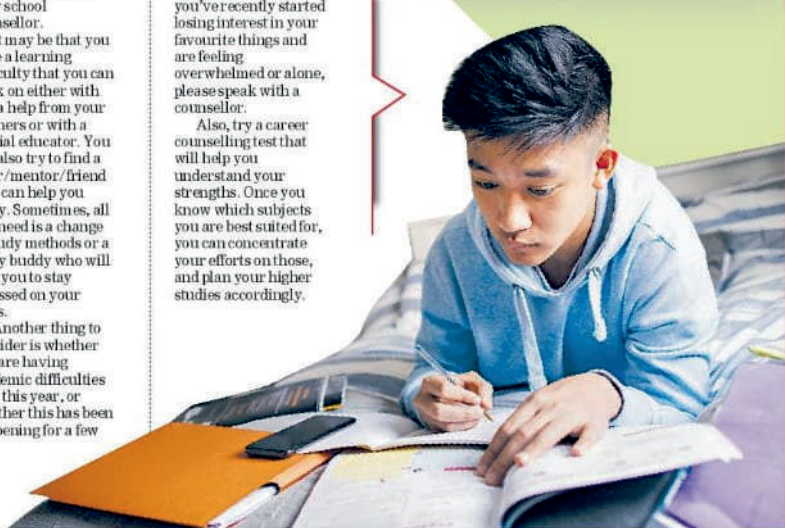 school
sellor.
t may be that you
e a learning
culty that you can
k on either with
a help from your
hers or with a
ial educator. You
also try to find a
r/mentor/friend
can help you
y. Sometimes, all
need is a change
udy methods or a
y buddy who will
you to stay
ssed on your
s.
Another thing to
ider is whether
are having
emic difficulties
this year, or
ther this has been
pening for a few
you've recently started
losing interest in your
favourite things and
are feeling
overwhelmed or alone,
please speak with a
counsellor.
Also, try a career
counselling test that
will help you
understand your
strengths. Once you
know which subjects
you are best suited for,
you can concentrate
your efforts on those,
and plan your higher
studies accordingly.